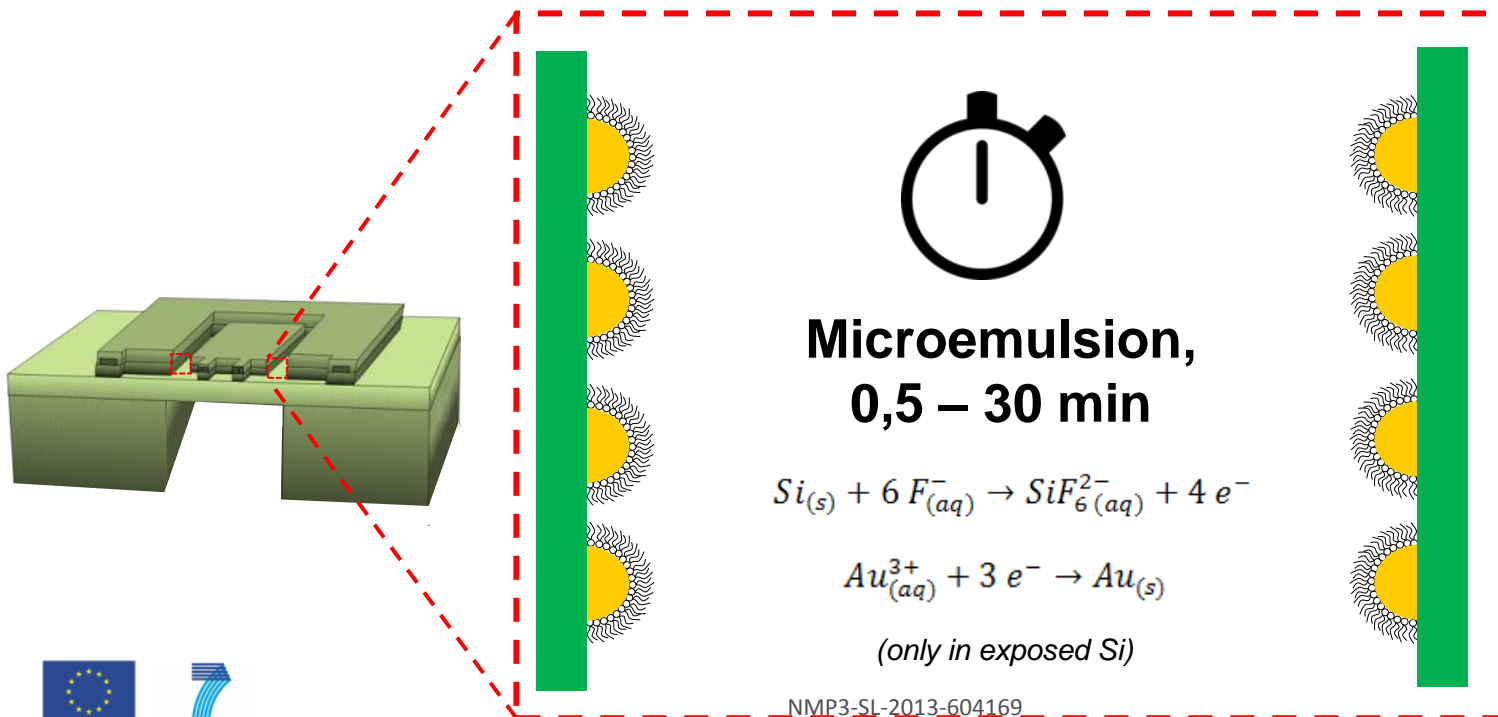 Microemulsion,
0,5 – 30 min
Si(s) + 6 F⁻(aq) → SiF₆²⁻(aq) + 4 e⁻
Au³⁺(aq) + 3 e⁻ → Au(s)
(only in exposed Si)
NMP3-SL-2013-604169